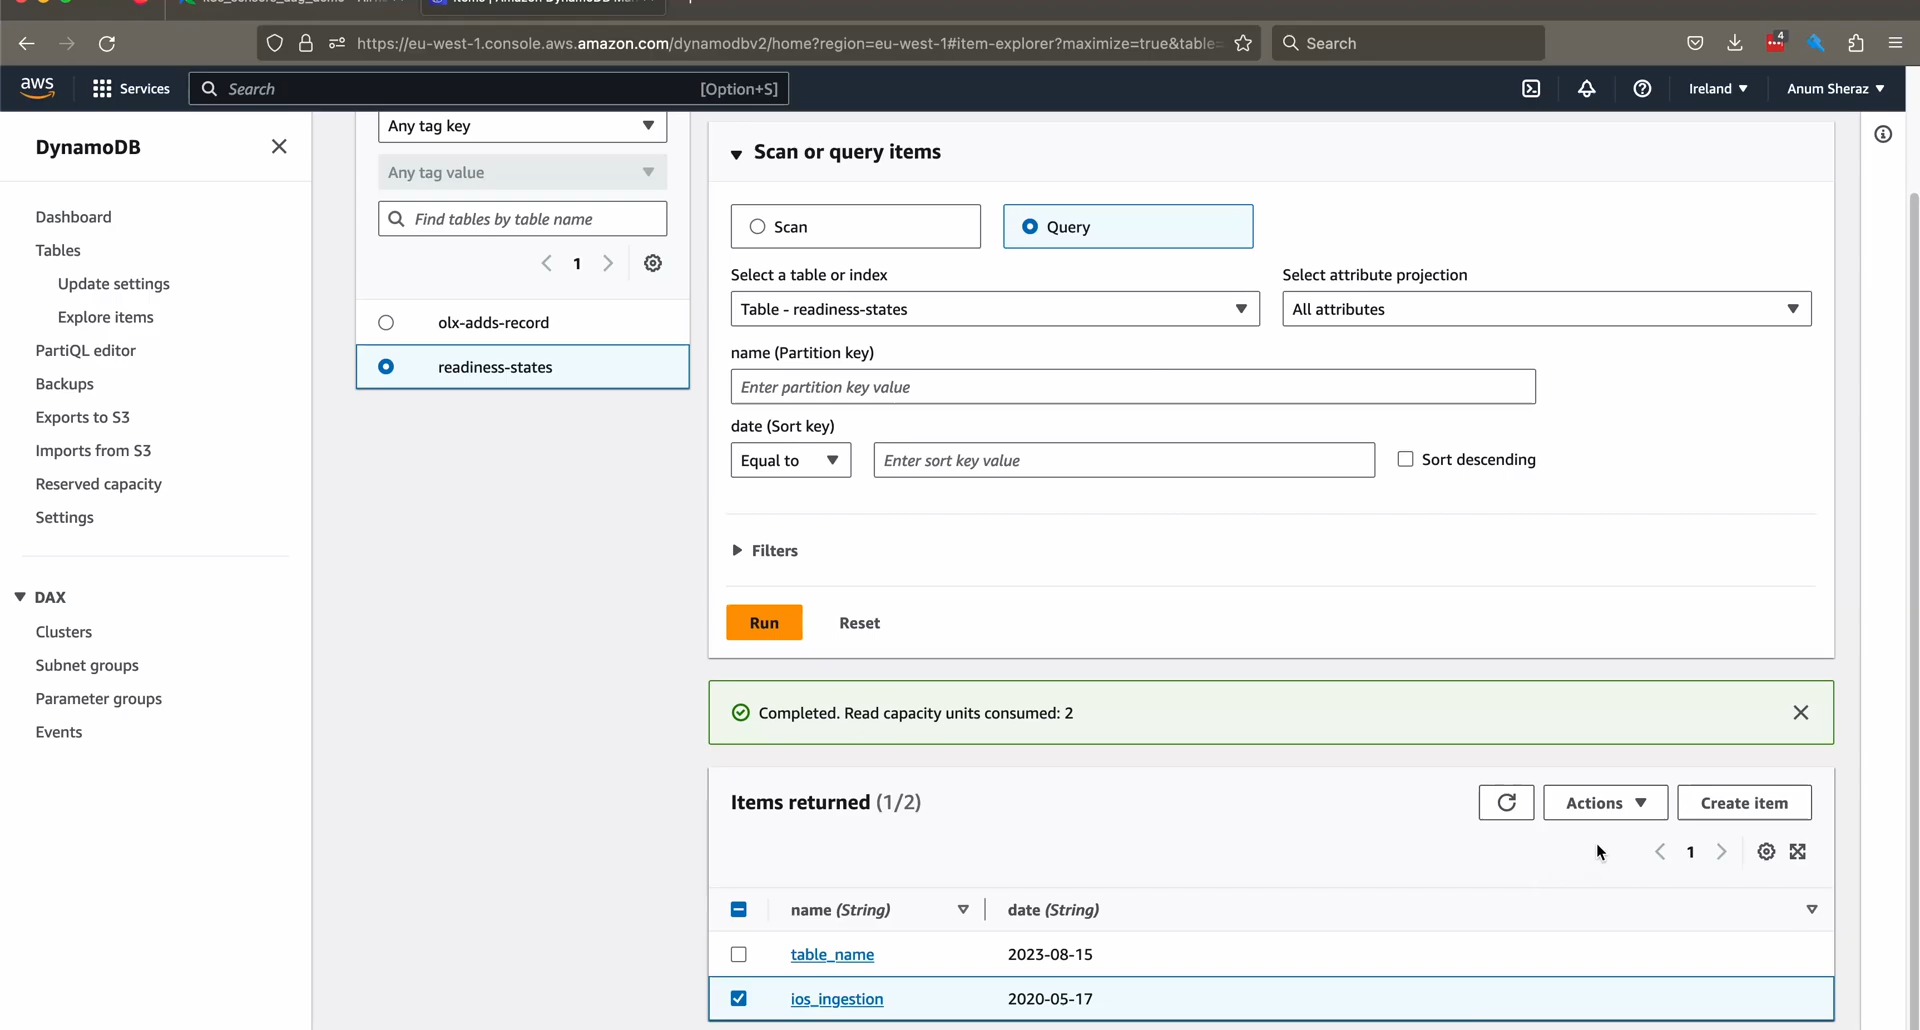 https://eu-west-1.console.aws.amazon.com/dynamodbv2/home?region=eu-west-1#item-explorer?maximize=true&table=
Search
4
aws
Services
Search
[Option+S]
Ireland
Anum Sheraz
DynamoDB
Dashboard
Tables
Update settings
Explore items
PartiQL editor
Backups
Exports to S3
Imports from S3
Reserved capacity
Settings
DAX
Clusters
Subnet groups
Parameter groups
Events
Any tag key
Any tag value
Find tables by table name
1
olx-adds-record
readiness-states
Scan or query items
Scan
Query
Select a table or index
Select attribute projection
Table - readiness-states
All attributes
name (Partition key)
Enter partition key value
date (Sort key)
Equal to
Enter sort key value
Sort descending
Filters
Run
Reset
Completed. Read capacity units consumed: 2
Items returned (1/2)
Actions
Create item
1
name (String)
date (String)
table_name
2023-08-15
ios_ingestion
2020-05-17